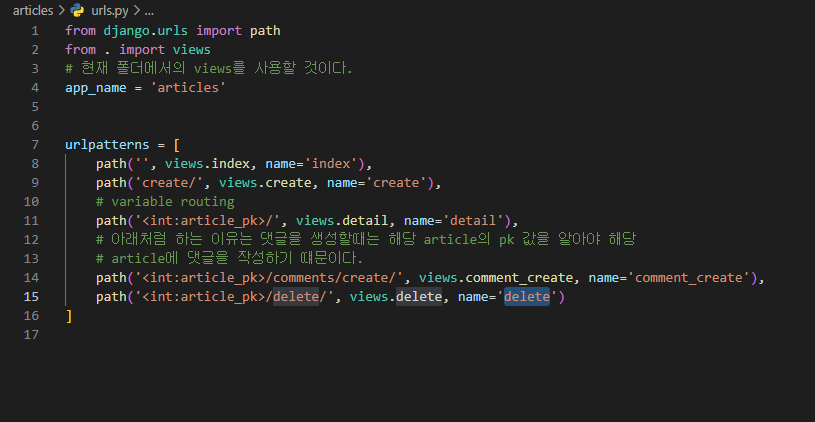 articles > urls.py > ...
1 from django.urls import path
2 from . import views
3 # 현재 폴더에서의 views를 사용할 것이다.
4 app_name = 'articles'
5
6
7 urlpatterns = [
8 path('', views.index, name='index'),
9 path('create/', views.create, name='create'),
10 # variable routing
11 path('<int:article_pk>/', views.detail, name='detail'),
12 # 아래처럼 하는 이유는 댓글을 생성할때는 해당 article의 pk 값을 알아야 해당
13 # article에 댓글을 작성하기 떄문이다.
14 path('<int:article_pk>/comments/create/', views.comment_create, name='comment_create'),
15 path('<int:article_pk>/delete/', views.delete, name='delete')
16 ]
17